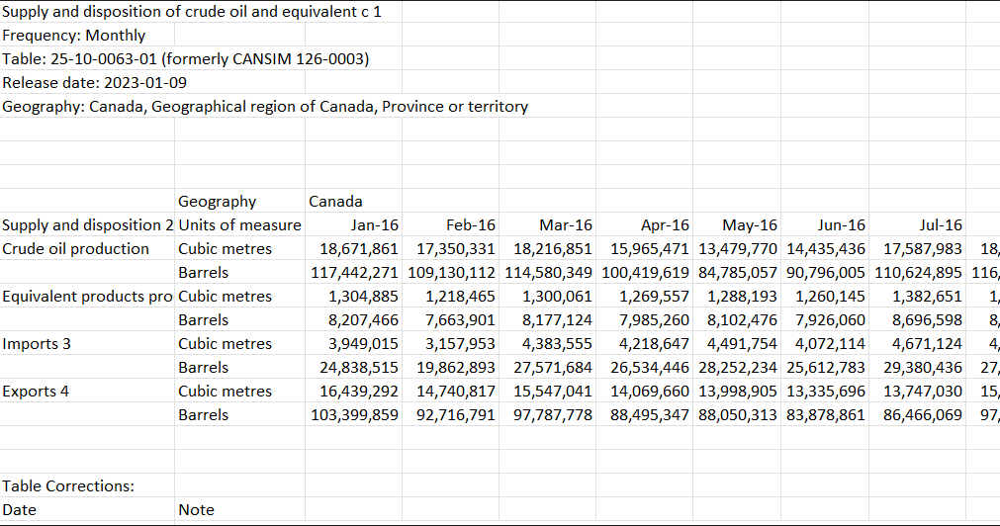 Supply and disposition of crude oil and equivalent c 1
Frequency: Monthly
Table: 25-10-0063-01 (formerly CANSIM 126-0003)
Release date: 2023-01-09
Geography: Canada, Geographical region of Canada, Province or territory
Geography Canada
Supply and disposition 2 Units of measure Jan-16 Feb-16 Mar-16 Apr-16 May-16 Jun-16 Jul-16
Crude oil production Cubic metres 18,671,861 17,350,331 18,216,851 15,965,471 13,479,770 14,435,436 17,587,983 18,
Barrels 117,442,271 109,130,112 114,580,349 100,419,619 84,785,057 90,796,005 110,624,895 116,
Equivalent products pro Cubic metres 1,304,885 1,218,465 1,300,061 1,269,557 1,288,193 1,260,145 1,382,651 1,
Barrels 8,207,466 7,663,901 8,177,124 7,985,260 8,102,476 7,926,060 8,696,598 8,
Imports 3 Cubic metres 3,949,015 3,157,953 4,383,555 4,218,647 4,491,754 4,072,114 4,671,124 4,
Barrels 24,838,515 19,862,893 27,571,684 26,534,446 28,252,234 25,612,783 29,380,436 27,
Exports 4 Cubic metres 16,439,292 14,740,817 15,547,041 14,069,660 13,998,905 13,335,696 13,747,030 15,
Barrels 103,399,859 92,716,791 97,787,778 88,495,347 88,050,313 83,878,861 86,466,069 97,
Table Corrections:
Date Note